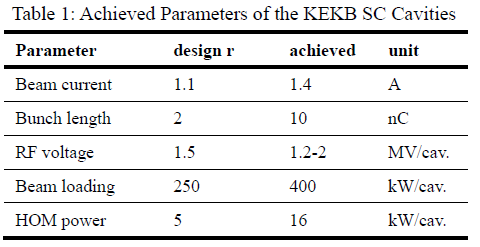 Table 1: Achieved Parameters of the KEKB SC Cavities
Parameter design r achieved unit
Beam current 1.1 1.4 A
Bunch length 2 10 nC
RF voltage 1.5 1.2-2 MV/cav.
Beam loading 250 400 kW/cav.
HOM power 5 16 kW/cav.